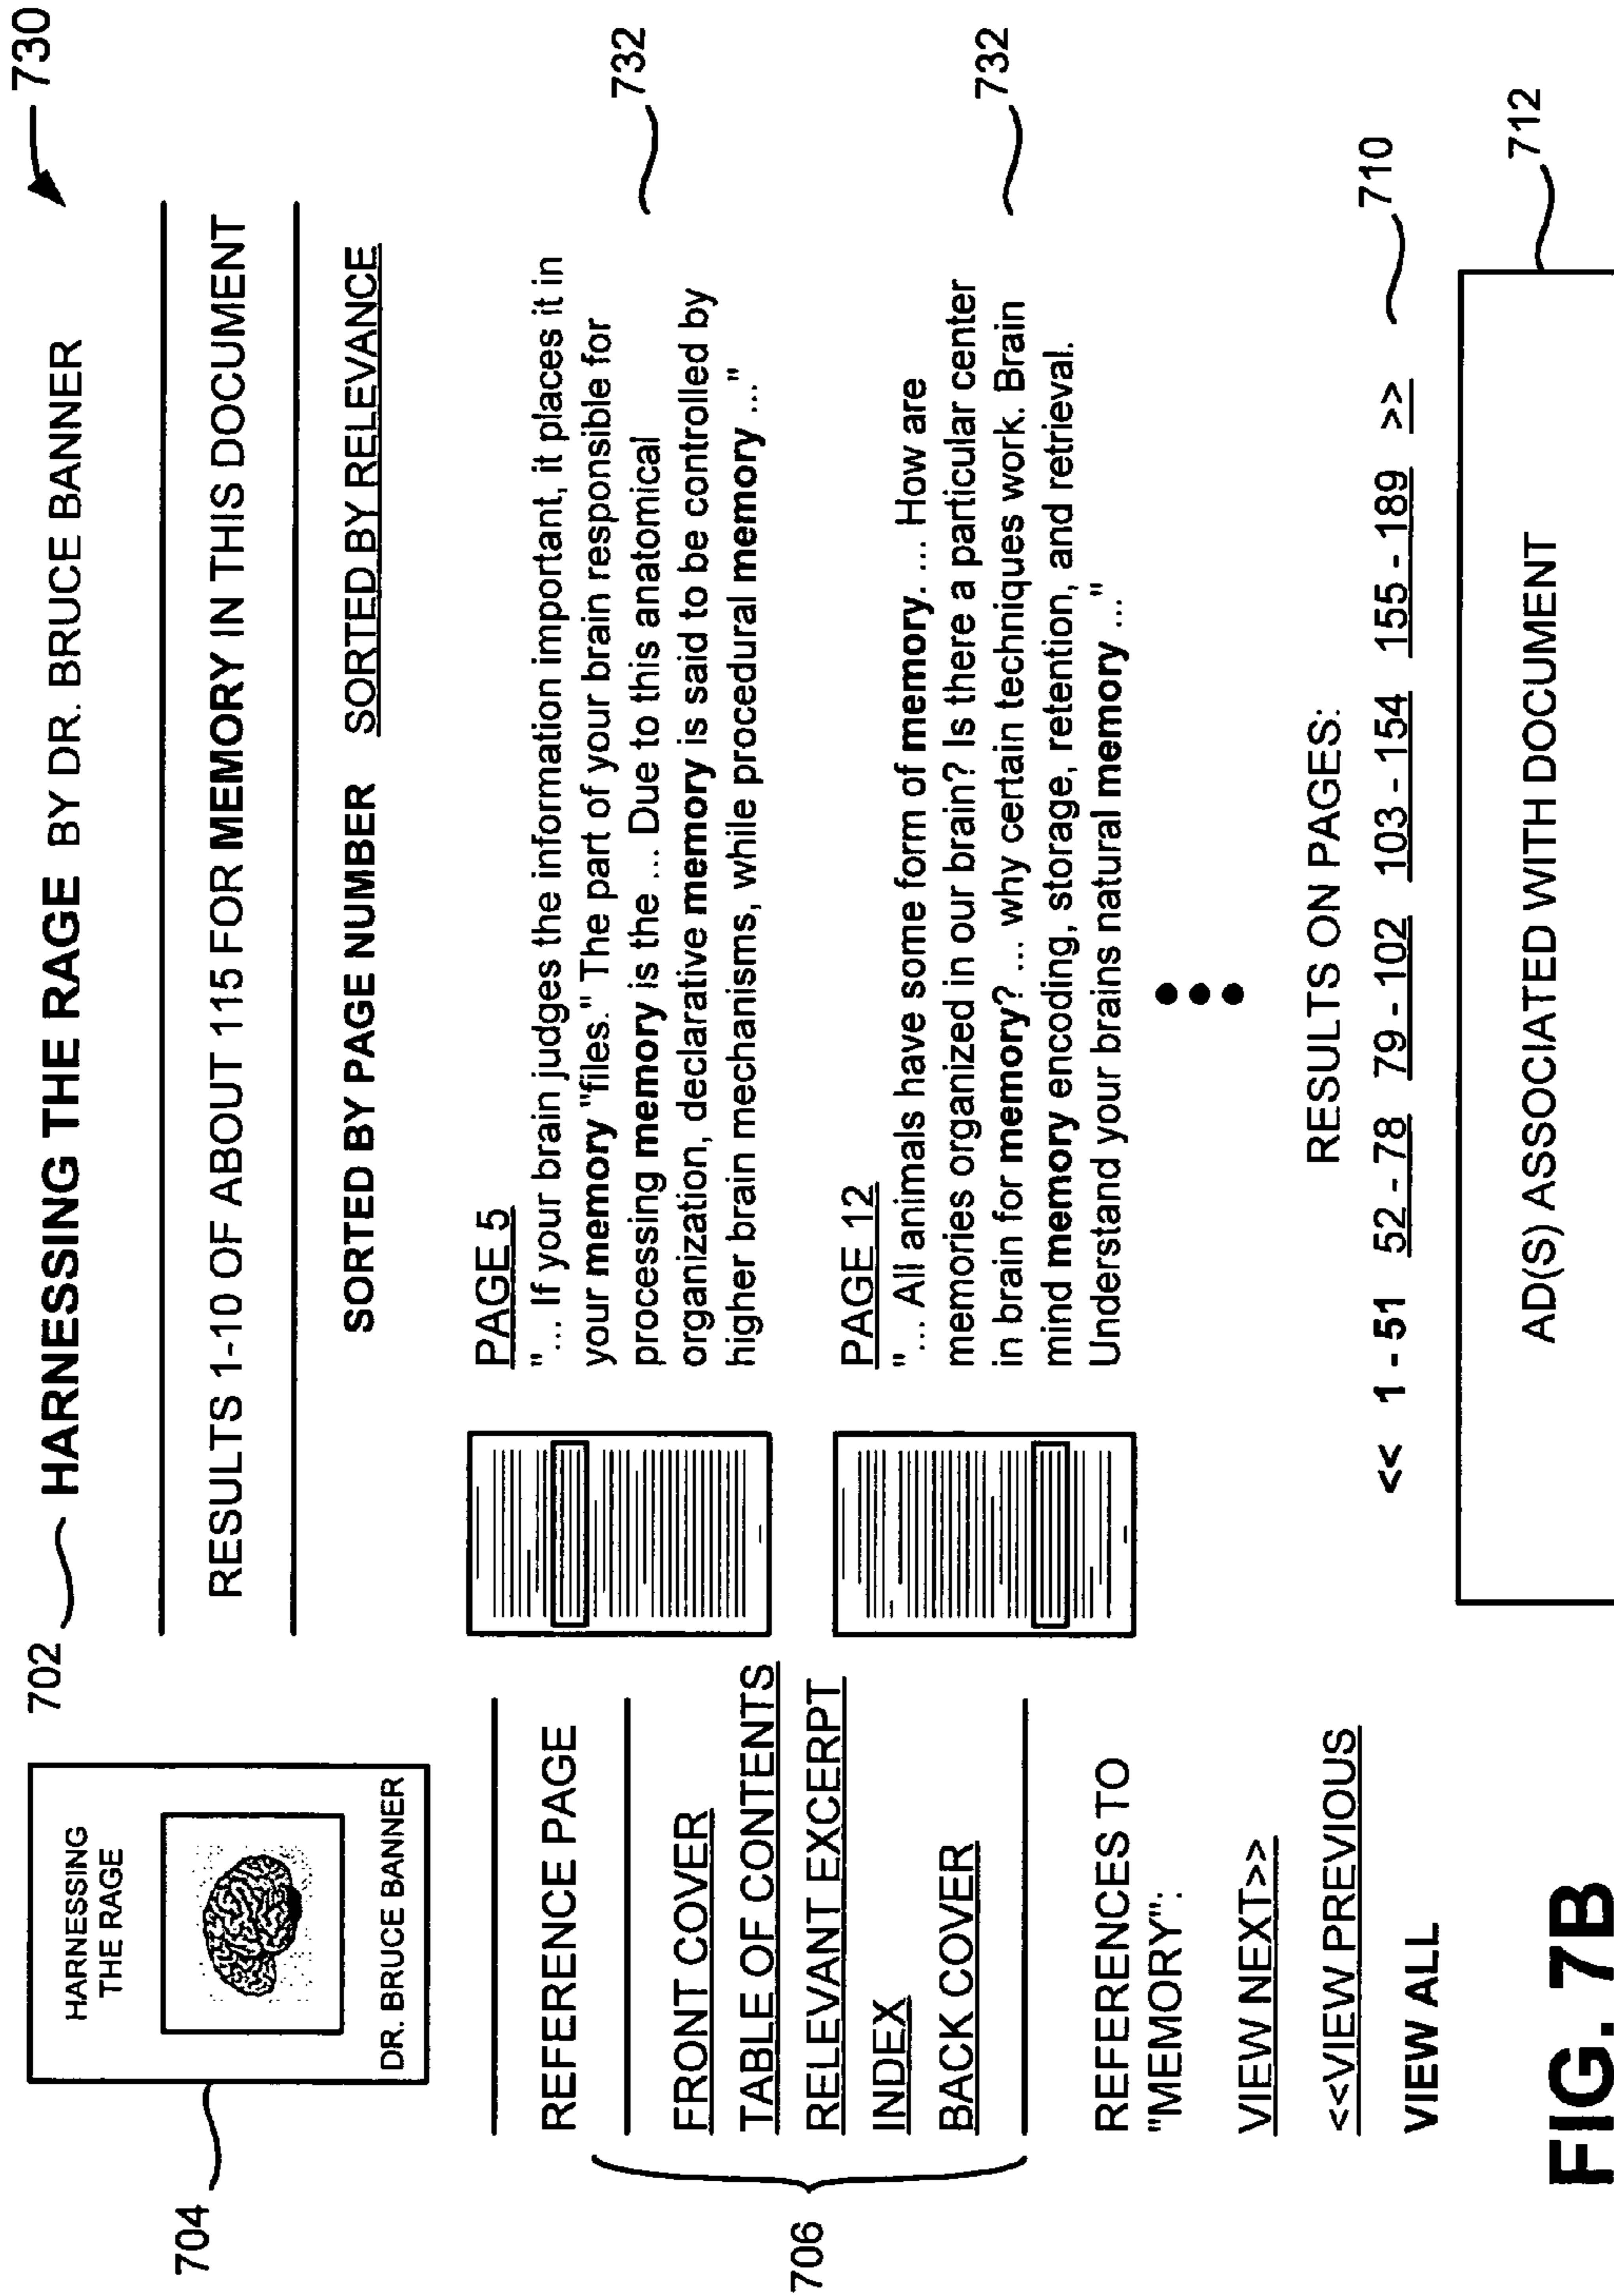 730
702
HARNESSING THE RAGE BY DR. BRUCE BANNER
704
HARNESSING
THE RAGE
DR. BRUCE BANNER
RESULTS 1-10 OF ABOUT 115 FOR MEMORY IN THIS DOCUMENT
SORTED BY PAGE NUMBER SORTED BY RELEVANCE
706
REFERENCE PAGE
FRONT COVER
TABLE OF CONTENTS
RELEVANT EXCERPT
INDEX
BACK COVER
REFERENCES TO
"MEMORY":
VIEW NEXT>>
<<VIEW PREVIOUS
VIEW ALL
PAGE 5
"... If your brain judges the information important, it places it in
your memory "files." The part of your brain responsible for
processing memory is the ... Due to this anatomical
organization, declarative memory is said to be controlled by
higher brain mechanisms, while procedural memory ..."
732
PAGE 12
"... All animals have some form of memory. ... How are
memories organized in our brain? Is there a particular center
in brain for memory? ... why certain techniques work. Brain
mind memory encoding, storage, retention, and retrieval.
Understand your brains natural memory ..."
732
RESULTS ON PAGES:
<< 1 - 51 52 - 78 79 - 102 103 - 154 155 - 189 >>
710
AD(S) ASSOCIATED WITH DOCUMENT
712
FIG. 7B